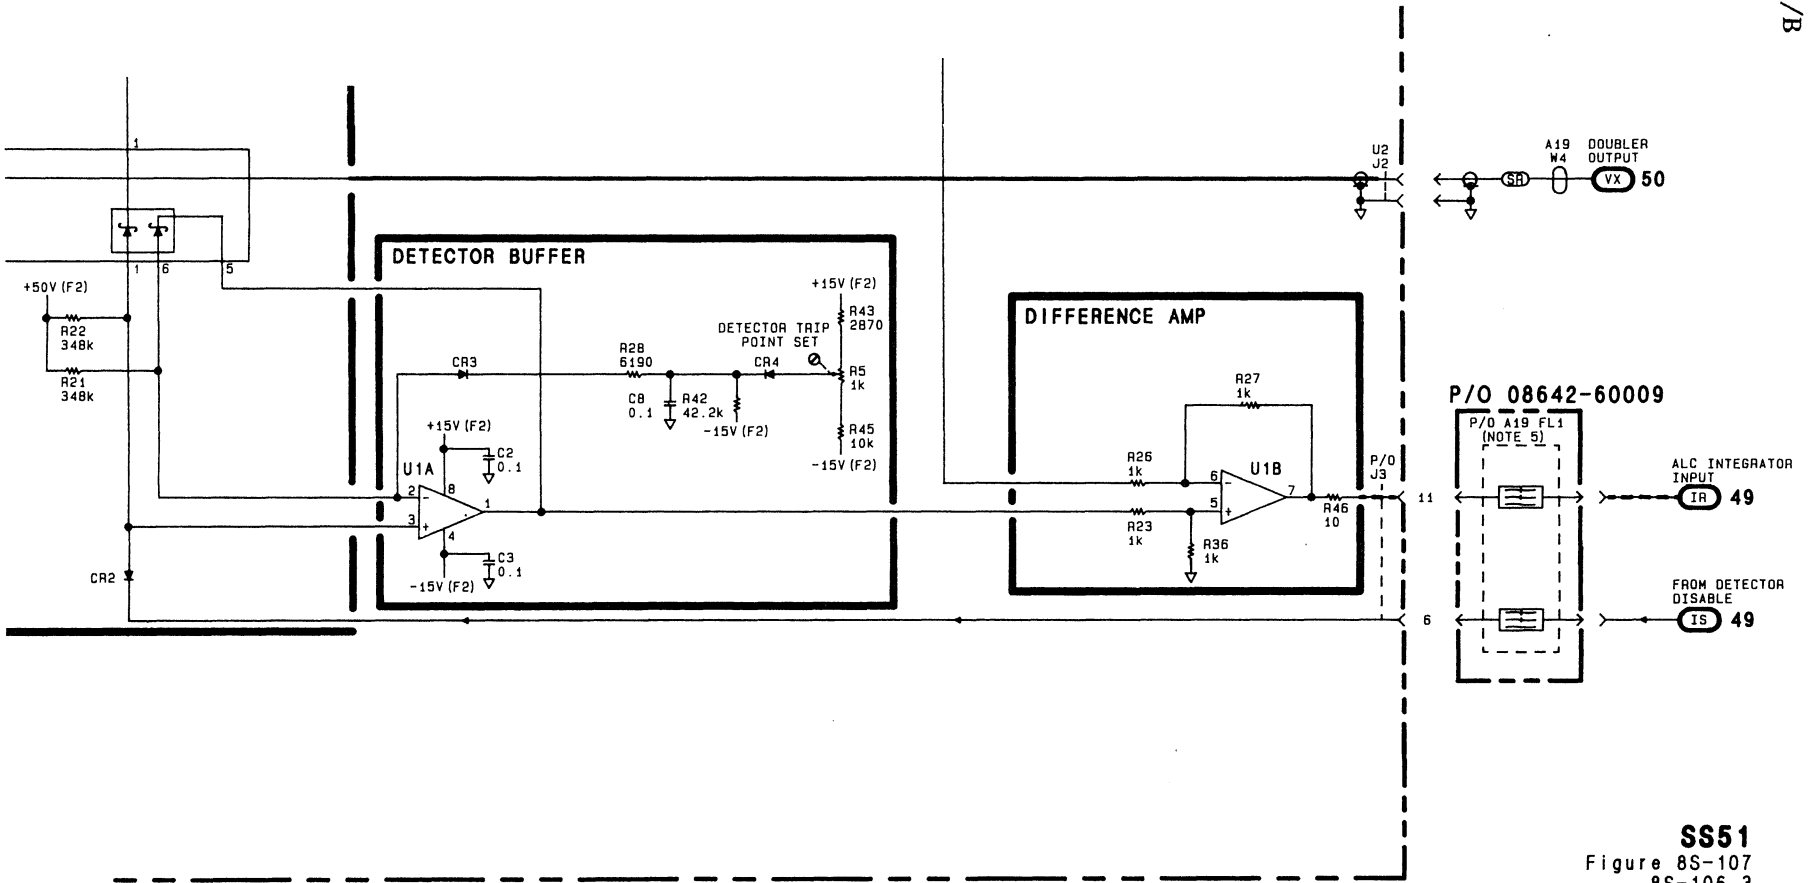 /B
1
U2
J2
A19
W4
DOUBLER
OUTPUT
SR
VX
50
1
6
5
+50V(F2)
R22
348k
R21
348k
DETECTOR BUFFER
+15V(F2)
R43
2870
DETECTOR TRIP
POINT SET
CR3
R28
6190
CR4
R5
1k
C8
0.1
R42
42.2k
-15V(F2)
R45
10k
-15V(F2)
+15V(F2)
C2
0.1
U1A
2
-
8
1
3
+
4
C3
0.1
-15V(F2)
CR2
DIFFERENCE AMP
R27
1k
R26
1k
6
-
U1B
7
5
+
R23
1k
R36
1k
R46
10
P/O
J3
11
6
P/O 08642-60009
P/O A19 FL1
(NOTE 5)
ALC INTEGRATOR
INPUT
IR
49
FROM DETECTOR
DISABLE
IS
49
SS51
Figure 8S-107
8S-106.3